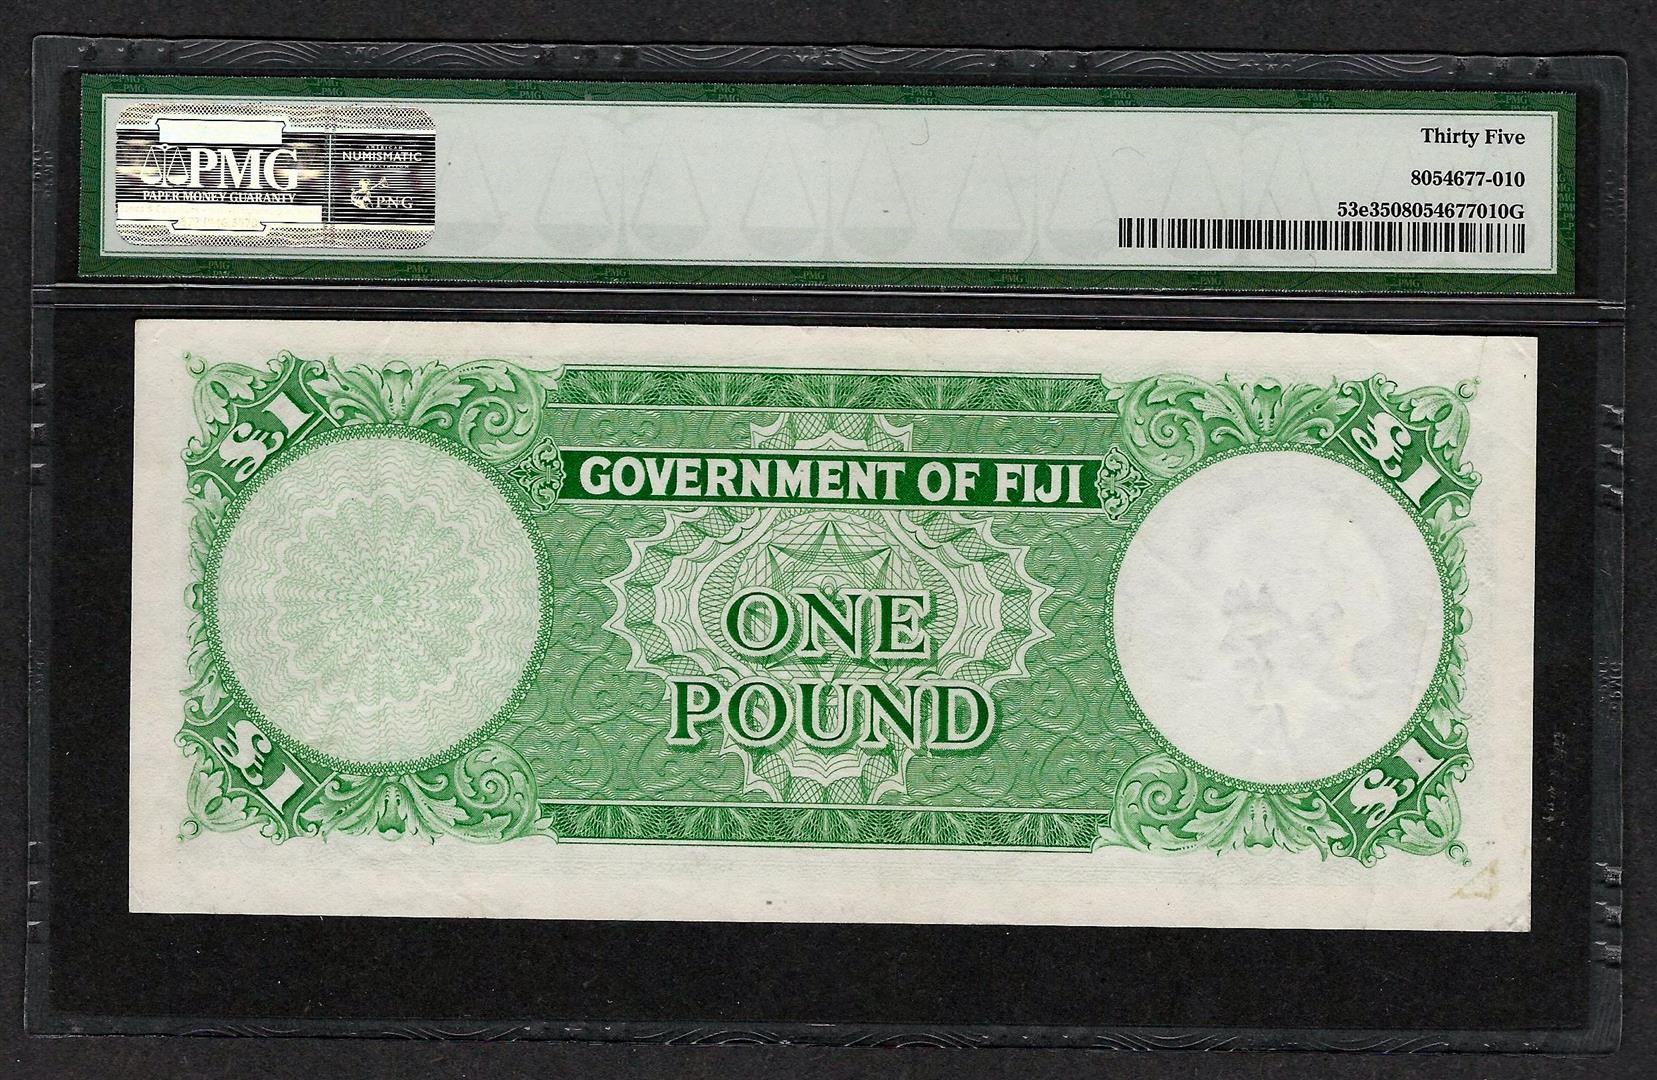 PMG
PAPER MONEY GUARANTY
AMERICAN
NUMISMATIC
ASSOCIATION
PNG
Thirty Five
8054677-010
53e3508054677010G
£1
£1
GOVERNMENT OF FIJI
ONE
POUND
£1
£1